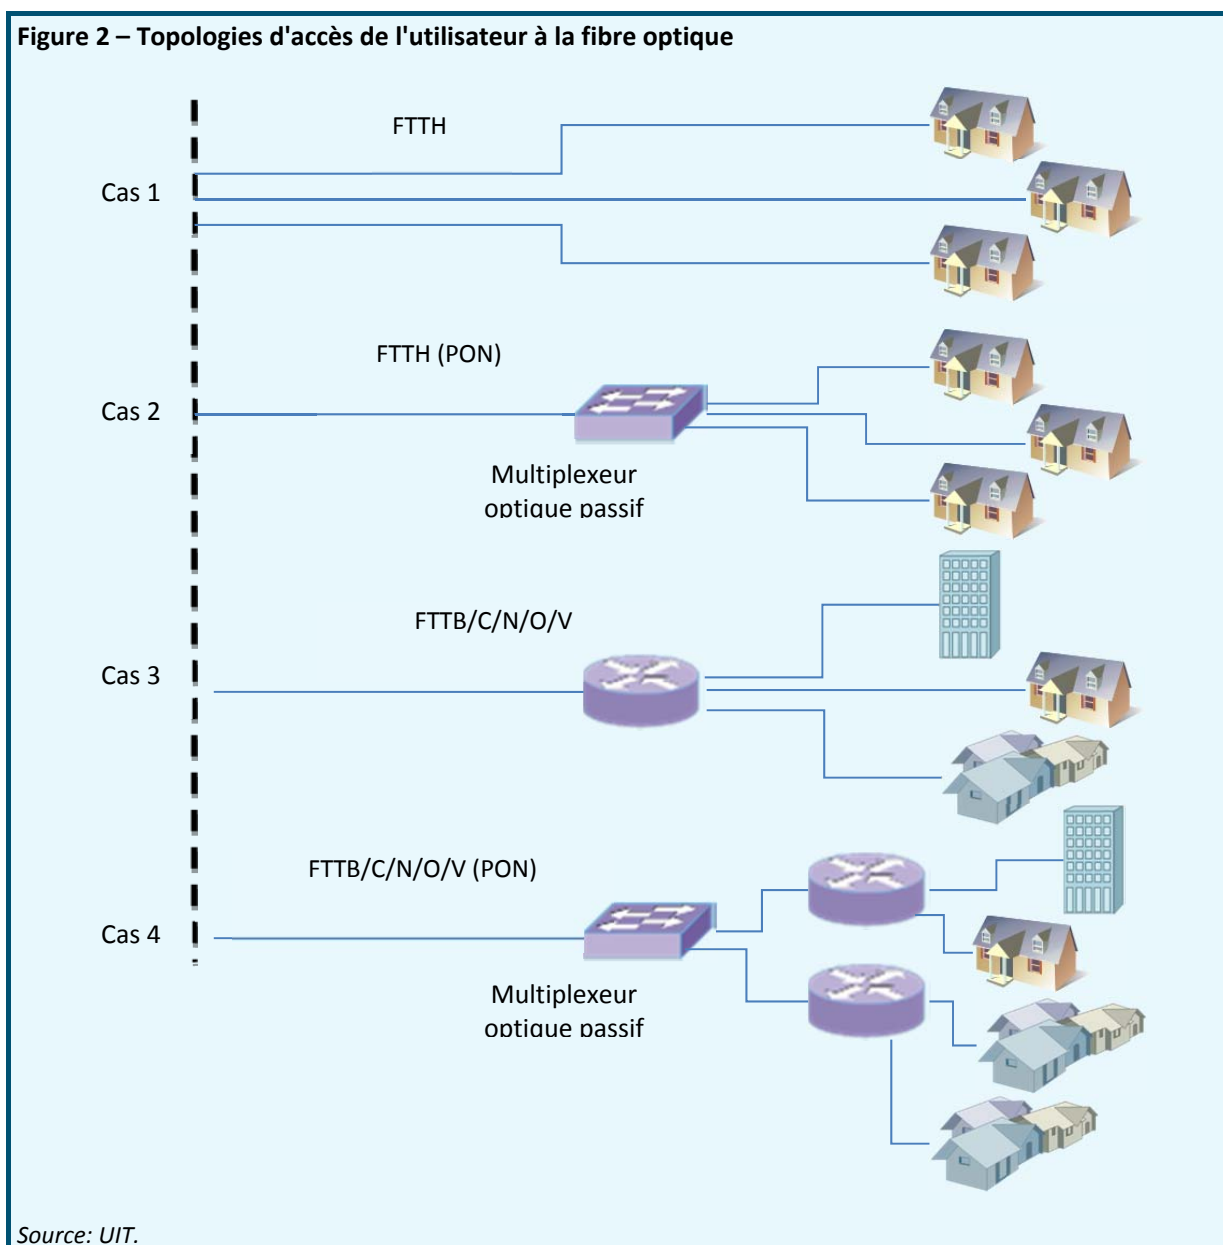 Figure 2 – Topologies d'accès de l'utilisateur à la fibre optique
FTTH
Cas 1
FTTH (PON)
Cas 2
Multiplexeur
optique passif
FTTB/C/N/O/V
Cas 3
FTTB/C/N/O/V (PON)
Cas 4
Multiplexeur
optique passif
Source: UIT.